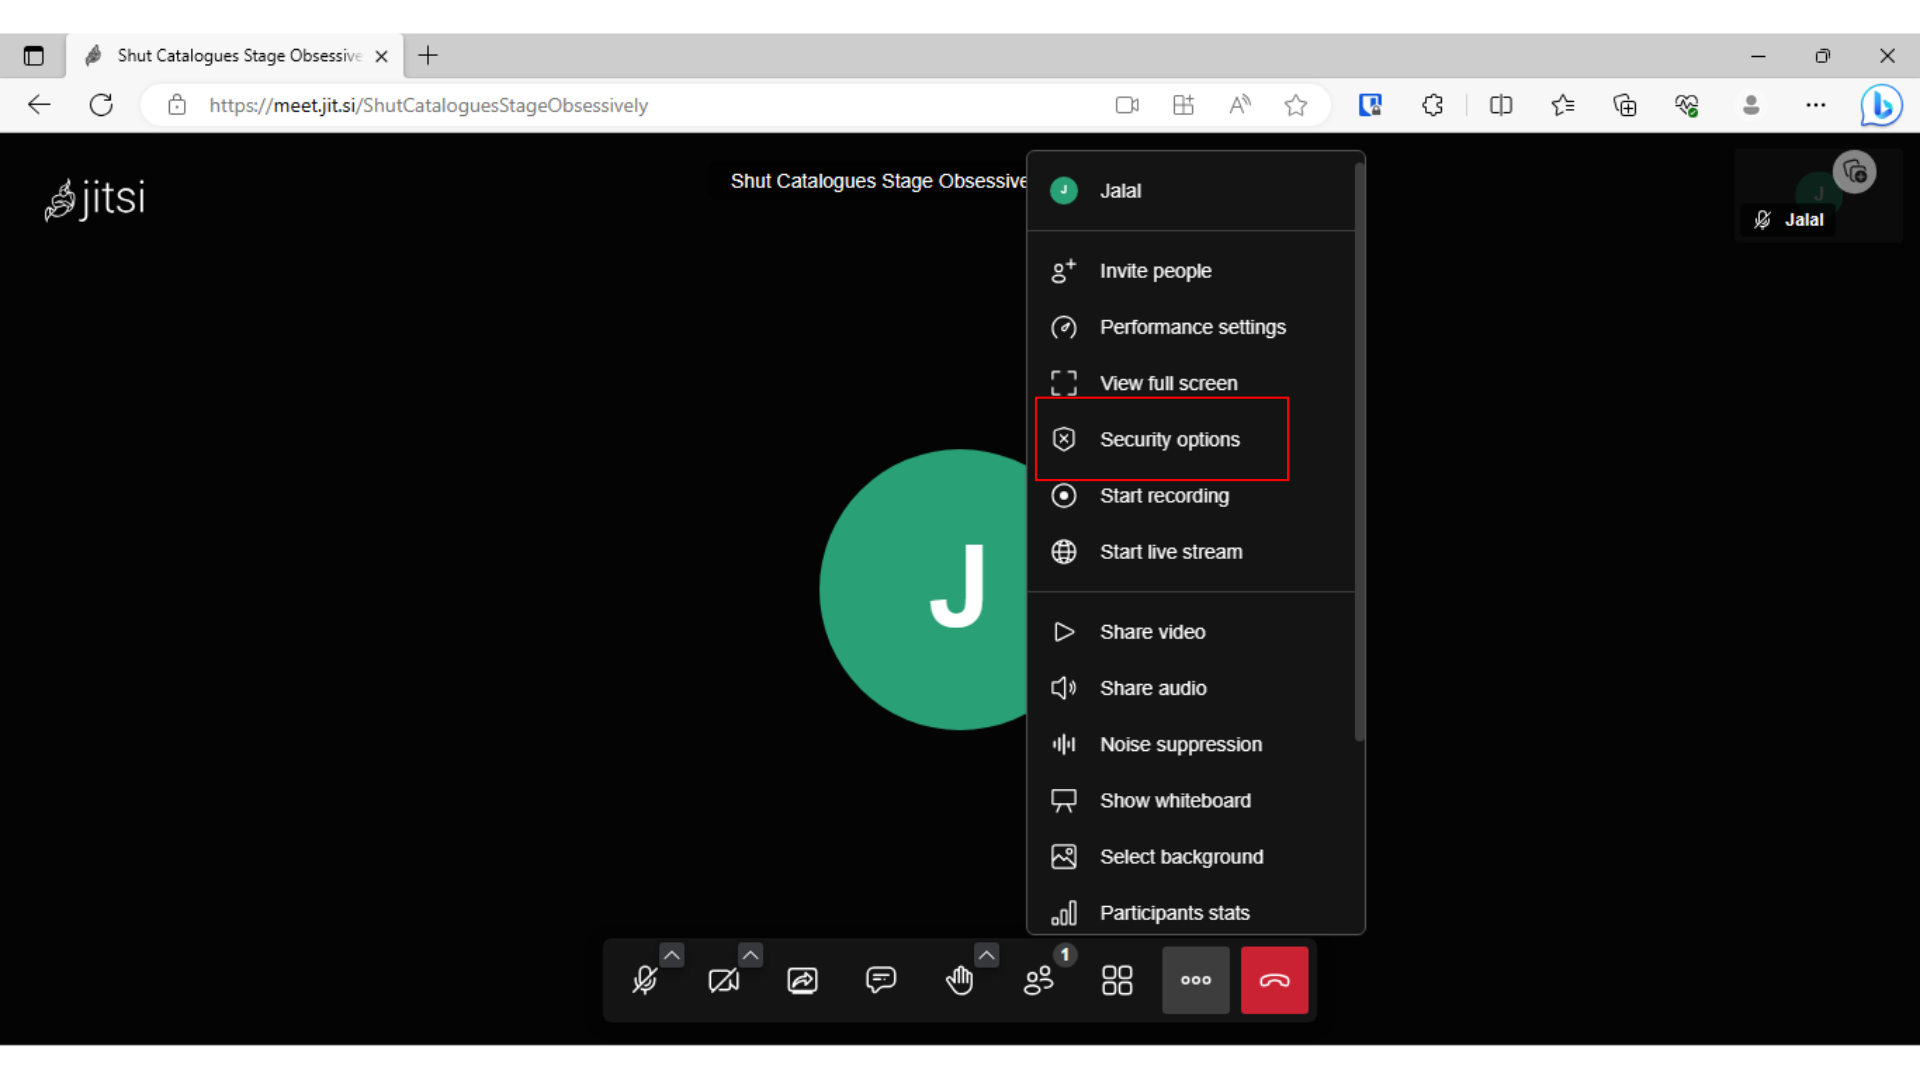 Shut Catalogues Stage Obsessive
https://meet.jit.si/ShutCataloguesStageObsessively
jitsi
Shut Catalogues Stage Obsessive
J
Jalal
J
Jalal
Invite people
Performance settings
View full screen
Security options
Start recording
Start live stream
J
Share video
Share audio
Noise suppression
Show whiteboard
Select background
Participants stats
1